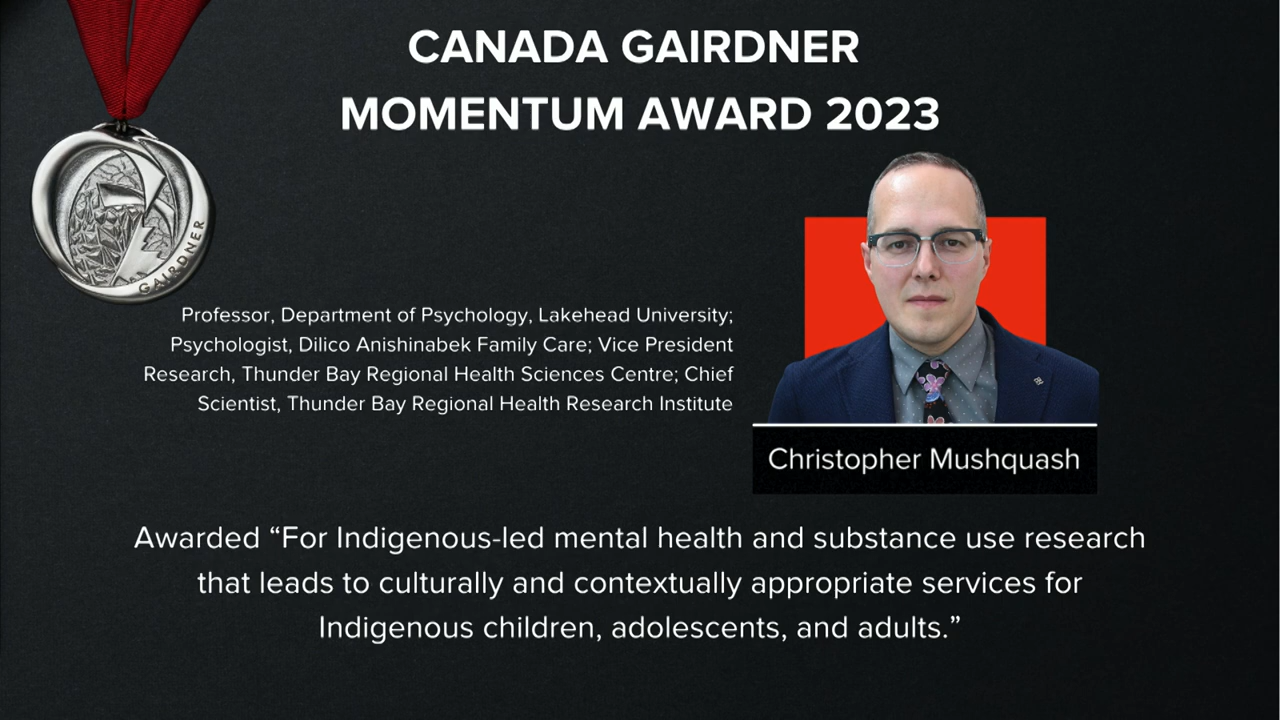 CANADA GAIRDNER
MOMENTUM AWARD 2023
GAIRDNER
Professor, Department of Psychology, Lakehead University;
Psychologist, Dilico Anishinabek Family Care; Vice President
Research, Thunder Bay Regional Health Sciences Centre; Chief
Scientist, Thunder Bay Regional Health Research Institute
Christopher Mushquash
Awarded “For Indigenous-led mental health and substance use research
that leads to culturally and contextually appropriate services for
Indigenous children, adolescents, and adults.”